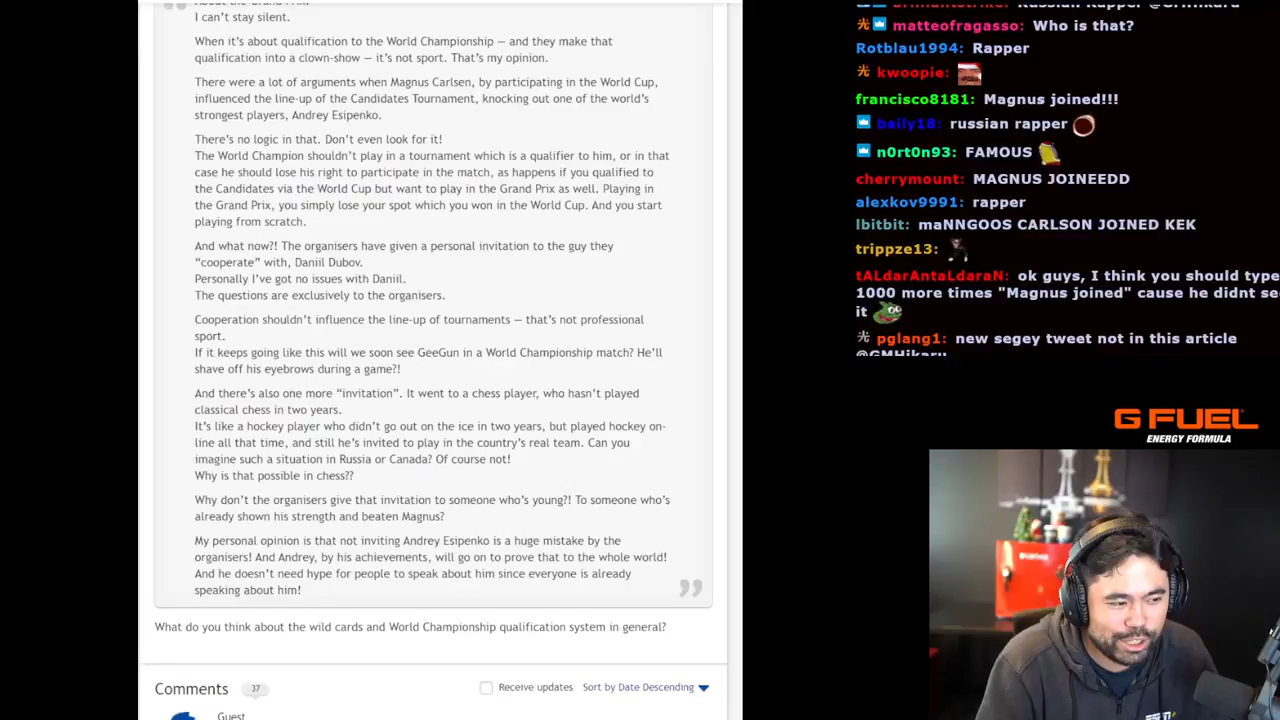 About the Grand Prix.
I can't stay silent.
When it's about qualification to the World Championship — and they make that
qualification into a clown-show — it's not sport. That's my opinion.
There were a lot of arguments when Magnus Carlsen, by participating in the World Cup,
influenced the line-up of the Candidates Tournament, knocking out one of the world's
strongest players, Andrey Esipenko.
There's no logic in that. Don't even look for it!
The World Champion shouldn't play in a tournament which is a qualifier to him, or in that
case he should lose his right to participate in the match, as happens if you qualified to
the Candidates via the World Cup but want to play in the Grand Prix as well. Playing in
the Grand Prix, you simply lose your spot which you won in the World Cup. And you start
playing from scratch.
And what now?! The organisers have given a personal invitation to the guy they
“cooperate” with, Daniil Dubov.
Personally I've got no issues with Daniil.
The questions are exclusively to the organisers.
Cooperation shouldn't influence the line-up of tournaments — that's not professional
sport.
If it keeps going like this will we soon see GeeGun in a World Championship match? He'll
shave off his eyebrows during a game?!
And there's also one more “invitation”. It went to a chess player, who hasn't played
classical chess in two years.
It's like a hockey player who didn't go out on the ice in two years, but played hockey on-
line all that time, and still he's invited to play in the country's real team. Can you
imagine such a situation in Russia or Canada? Of course not!
Why is that possible in chess??
Why don't the organisers give that invitation to someone who's young?! To someone who's
already shown his strength and beaten Magnus?
My personal opinion is that not inviting Andrey Esipenko is a huge mistake by the
organisers! And Andrey, by his achievements, will go on to prove that to the whole world!
And he doesn't need hype for people to speak about him since everyone is already
speaking about him!
What do you think about the wild cards and World Championship qualification system in general?
Comments 37
Receive updates Sort by Date Descending
Guest
matteofragasso: Who is that?
Rotblau1994: Rapper
kwoopie:
francisco8181: Magnus joined!!!
baily18: russian rapper
n0rt0n93: FAMOUS
cherrymount: MAGNUS JOINEEDD
alexkov9991: rapper
lbitbit: maNNGOOS CARLSON JOINED KEK
trippze13:
tALdarAntaLdaraN: ok guys, I think you should type
1000 more times "Magnus joined" cause he didnt se
it
pglang1: new segey tweet not in this article
@GMHikaru
G FUEL
ENERGY FORMULA